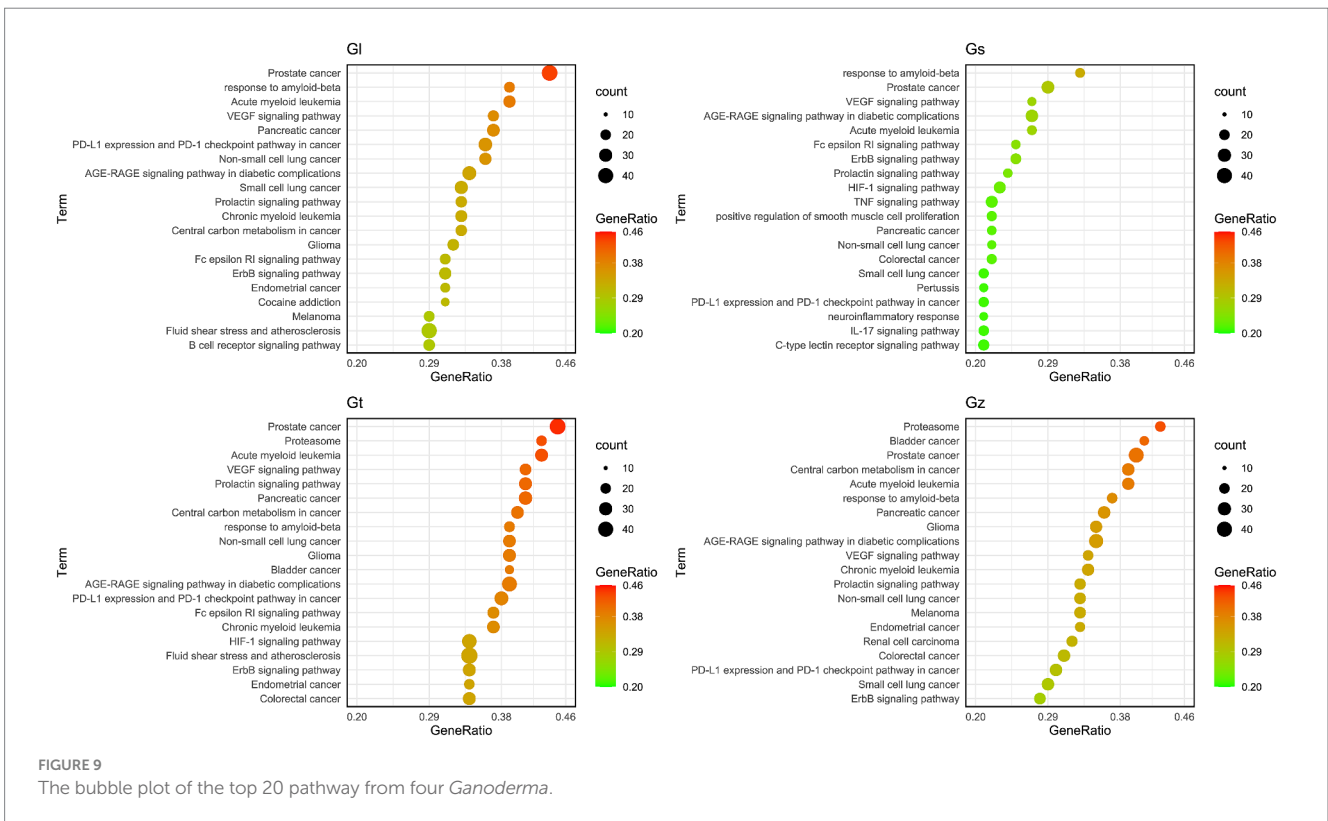 Gl
Term
Prostate cancer
response to amyloid-beta
Acute myeloid leukemia
VEGF signaling pathway
Pancreatic cancer
PD-L1 expression and PD-1 checkpoint pathway in cancer
Non-small cell lung cancer
AGE-RAGE signaling pathway in diabetic complications
Small cell lung cancer
Prolactin signaling pathway
Chronic myeloid leukemia
Central carbon metabolism in cancer
Glioma
Fc epsilon RI signaling pathway
ErbB signaling pathway
Endometrial cancer
Cocaine addiction
Melanoma
Fluid shear stress and atherosclerosis
B cell receptor signaling pathway
0.20 0.29 0.38 0.46
GeneRatio
count
10
20
30
40
GeneRatio
0.46
0.38
0.29
0.20
Gs
Term
response to amyloid-beta
Prostate cancer
VEGF signaling pathway
AGE-RAGE signaling pathway in diabetic complications
Acute myeloid leukemia
Fc epsilon RI signaling pathway
ErbB signaling pathway
Prolactin signaling pathway
HIF-1 signaling pathway
TNF signaling pathway
positive regulation of smooth muscle cell proliferation
Pancreatic cancer
Non-small cell lung cancer
Colorectal cancer
Small cell lung cancer
Pertussis
PD-L1 expression and PD-1 checkpoint pathway in cancer
neuroinflammatory response
IL-17 signaling pathway
C-type lectin receptor signaling pathway
0.20 0.29 0.38 0.46
GeneRatio
count
10
20
30
40
GeneRatio
0.46
0.38
0.29
0.20
Gt
Term
Prostate cancer
Proteasome
Acute myeloid leukemia
VEGF signaling pathway
Prolactin signaling pathway
Pancreatic cancer
Central carbon metabolism in cancer
response to amyloid-beta
Non-small cell lung cancer
Glioma
Bladder cancer
AGE-RAGE signaling pathway in diabetic complications
PD-L1 expression and PD-1 checkpoint pathway in cancer
Fc epsilon RI signaling pathway
Chronic myeloid leukemia
HIF-1 signaling pathway
Fluid shear stress and atherosclerosis
ErbB signaling pathway
Endometrial cancer
Colorectal cancer
0.20 0.29 0.38 0.46
GeneRatio
count
10
20
30
40
GeneRatio
0.46
0.38
0.29
0.20
Gz
Term
Proteasome
Bladder cancer
Prostate cancer
Central carbon metabolism in cancer
Acute myeloid leukemia
response to amyloid-beta
Pancreatic cancer
Glioma
AGE-RAGE signaling pathway in diabetic complications
VEGF signaling pathway
Chronic myeloid leukemia
Prolactin signaling pathway
Non-small cell lung cancer
Melanoma
Endometrial cancer
Renal cell carcinoma
Colorectal cancer
PD-L1 expression and PD-1 checkpoint pathway in cancer
Small cell lung cancer
ErbB signaling pathway
0.20 0.29 0.38 0.46
GeneRatio
count
10
20
30
40
GeneRatio
0.46
0.38
0.29
0.20
FIGURE 9
The bubble plot of the top 20 pathway from four Ganoderma.